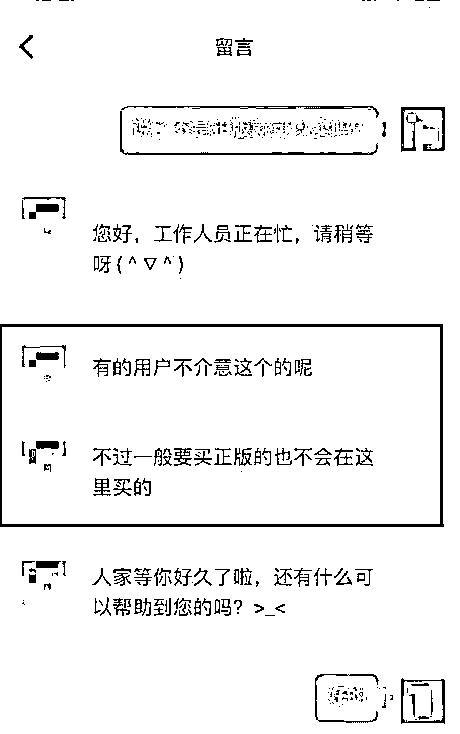 留言
您好，工作人员正在忙，请稍等
呀(^▽^)
有的用户不介意这个的呢
不过一般要买正版的也不会在这
里买的
人家等你好久了啦，还有什么可
以帮助到您的吗？>_<